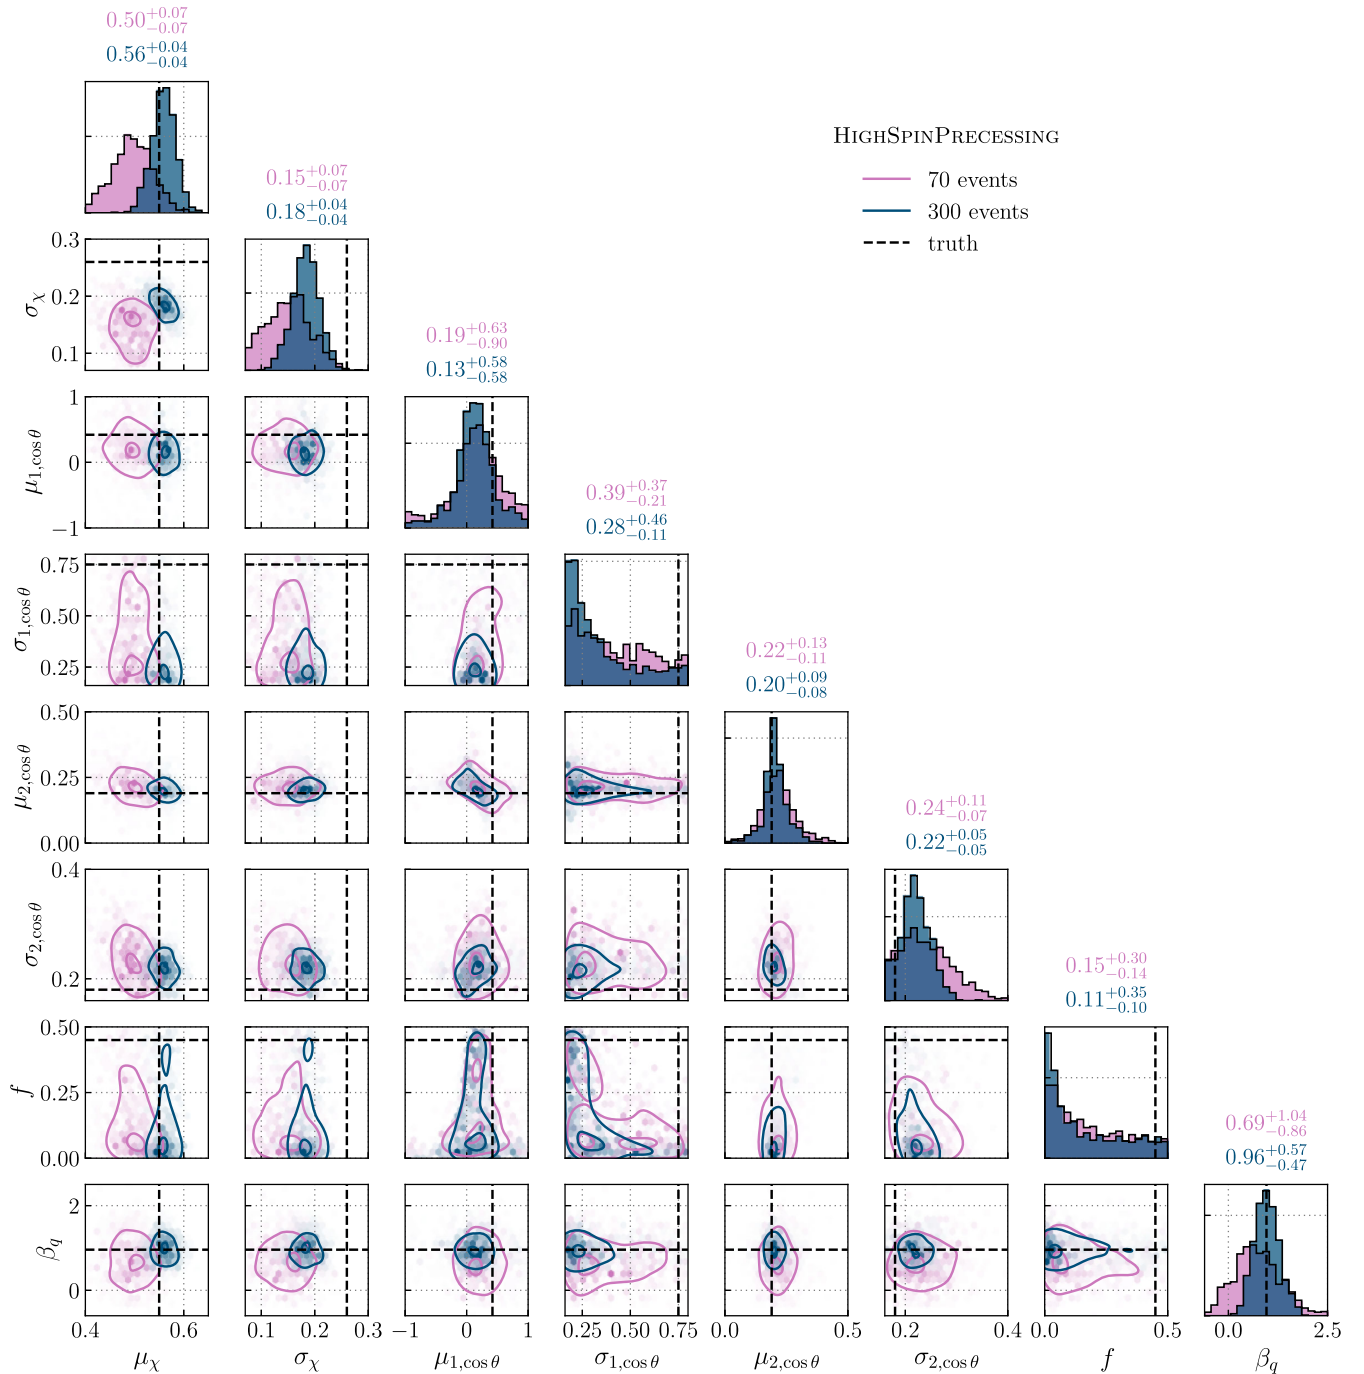 0.50^{+0.07}_{-0.07}
0.56^{+0.04}_{-0.04}
HighSpinPrecessing
70 events
300 events
truth
0.15^{+0.07}_{-0.07}
0.18^{+0.04}_{-0.04}
0.3
0.2
0.1
σ_χ
0.19^{+0.63}_{-0.90}
0.13^{+0.58}_{-0.58}
1
0
−1
μ_{1,cos θ}
0.39^{+0.37}_{-0.21}
0.28^{+0.46}_{-0.11}
0.75
0.50
0.25
σ_{1,cos θ}
0.22^{+0.13}_{-0.11}
0.20^{+0.09}_{-0.08}
0.50
0.25
0.00
μ_{2,cos θ}
0.24^{+0.11}_{-0.07}
0.22^{+0.05}_{-0.05}
0.4
0.2
σ_{2,cos θ}
0.15^{+0.30}_{-0.14}
0.11^{+0.35}_{-0.10}
0.50
0.25
0.00
f
0.69^{+1.04}_{-0.86}
0.96^{+0.57}_{-0.47}
2
0
β_q
0.4 0.6 0.1 0.2 0.3 −1 0 1 0.25 0.50 0.75 0.0 0.5 0.2 0.4 0.0 0.5 0.0 2.5
μ_χ σ_χ μ_{1,cos θ} σ_{1,cos θ} μ_{2,cos θ} σ_{2,cos θ} f β_q